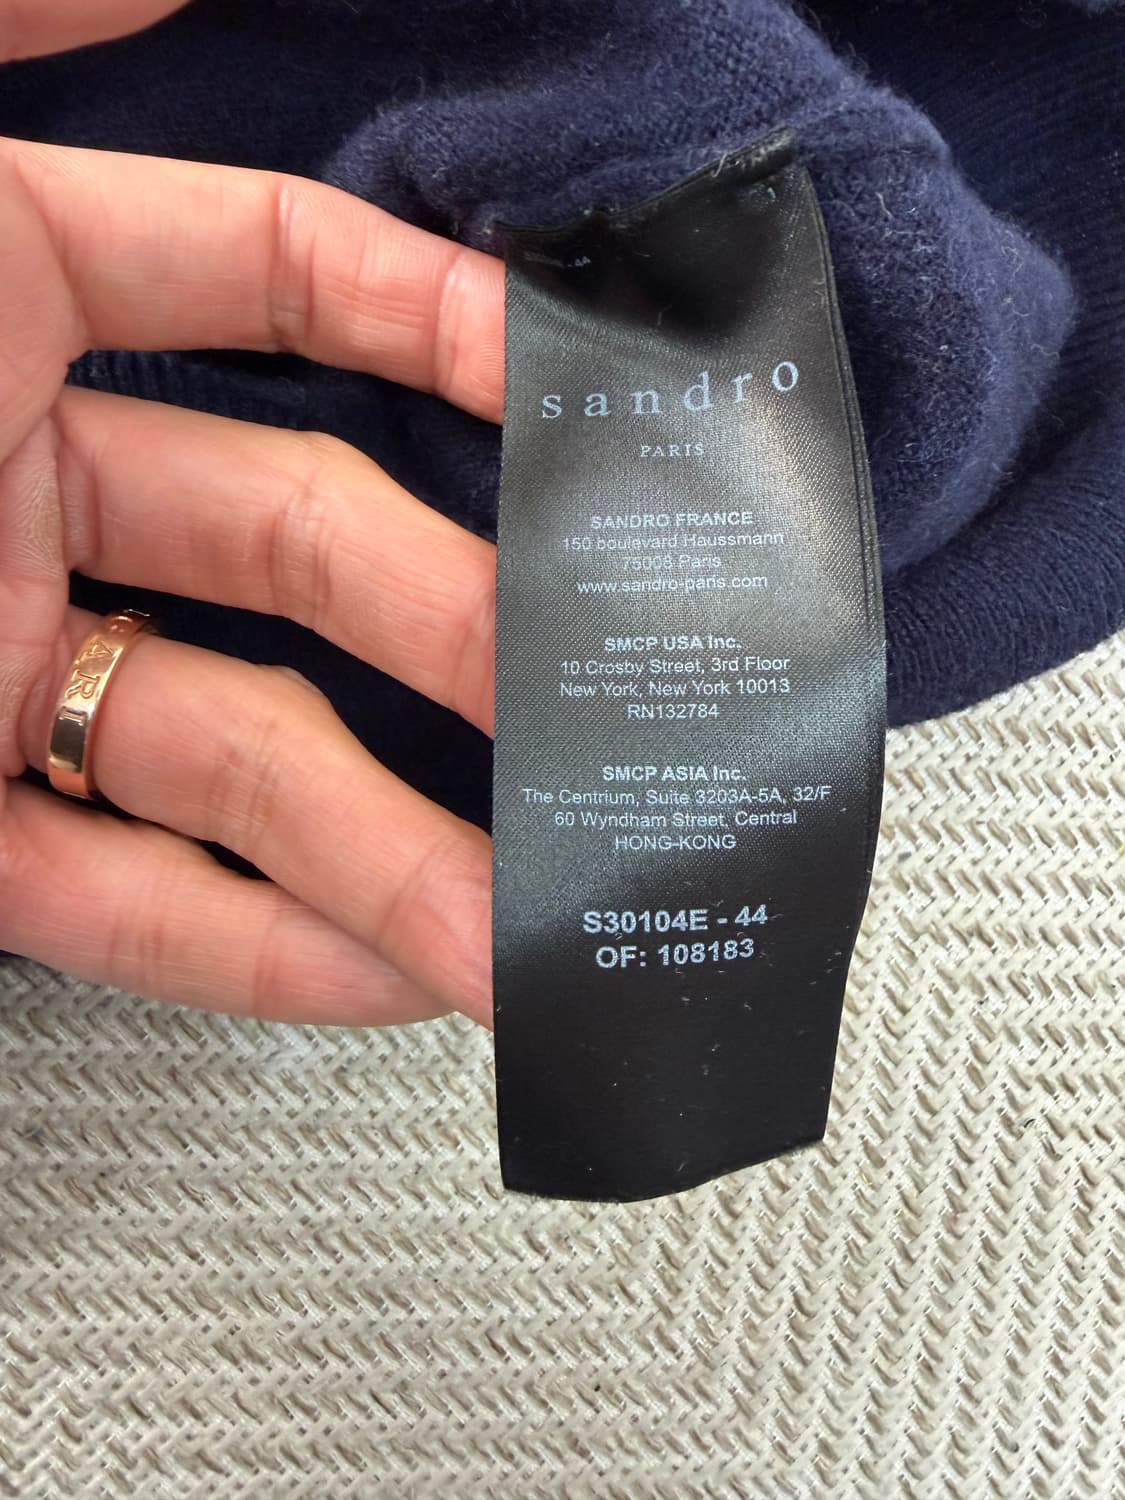 sandro
PARIS
SANDRO FRANCE
150 boulevard Haussmann
75008 Paris
www.sandro-paris.com
SMCP USA Inc.
10 Crosby Street, 3rd Floor
New York, New York 10013
RN132784
SMCP ASIA Inc.
The Centrium, Suite 3203A-5A, 32/F
60 Wyndham Street, Central
HONG-KONG
S30104E - 44
OF: 108183